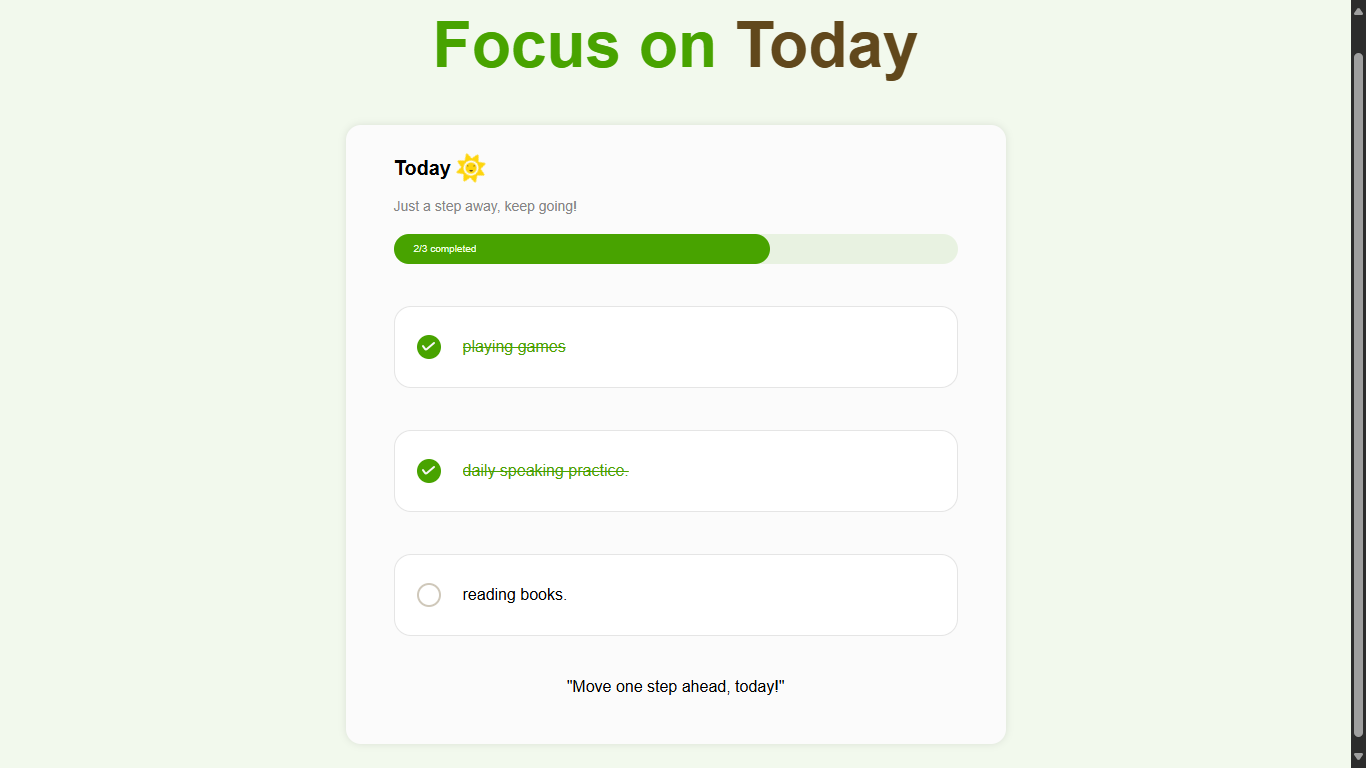 Focus on Today
Today
Just a step away, keep going!
2/3 completed
playing games
daily speaking practice.
reading books.
"Move one step ahead, today!"